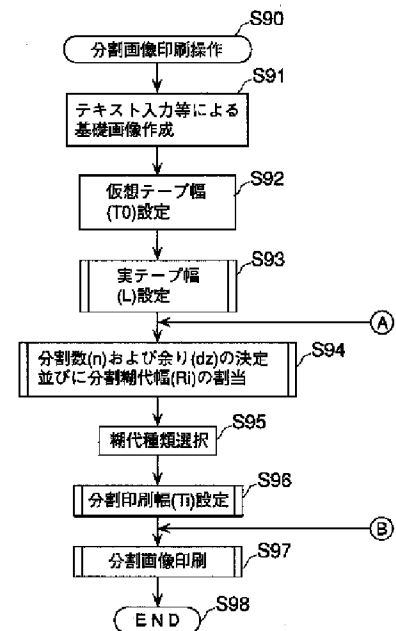 S90
分割画像印刷操作
S91
テキスト入力等による
基礎画像作成
S92
仮想テープ幅
(T0)設定
S93
実テープ幅
(L)設定
A
S94
分割数(n)および余り(dz)の決定
並びに分割糊代幅(Ri)の割当
S95
糊代種類選択
S96
分割印刷幅(Ti)設定
B
S97
分割画像印刷
S98
END